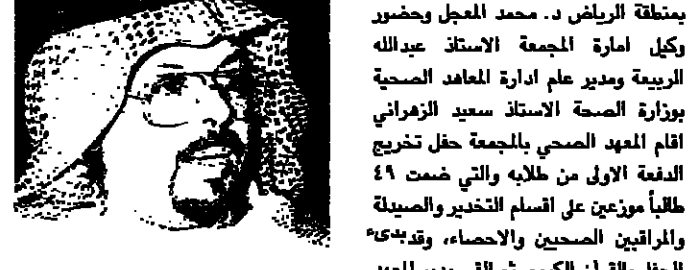 بمنطقة الرياض د. محمد المعجل وحضور
وكيل امارة المجمعة الاستاذ عبدالله
الربيعة ومدير عام ادارة المعاهد الصحية
بوزارة الصحة الاستاذ سعيد الزهراني
اقام المعهد الصحي بالمجمعة حفل تخريج
الدفعة الاولى من طلابه والتي ضمت ٤٩
طالباً موزعين على اقسام التخدير والصيدلة
والمراقبين الصحيين والاحصاء، وقد بدىء